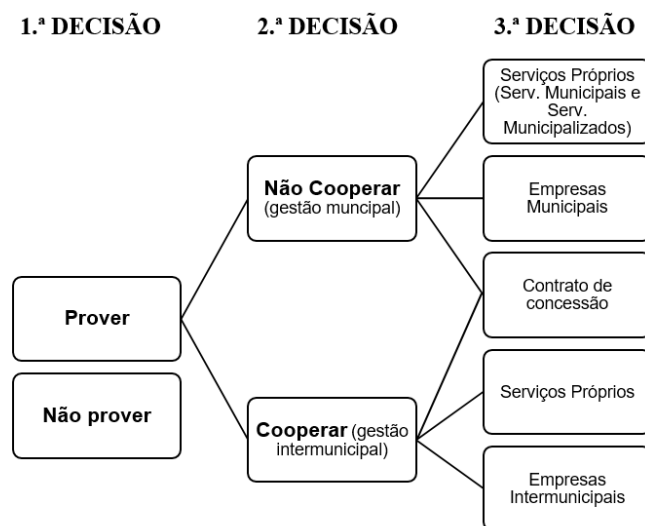 1.ª DECISÃO
2.ª DECISÃO
3.ª DECISÃO
Serviços Próprios
(Serv. Municipais e
Serv.
Municipalizados)
Não Cooperar
(gestão muncipal)
Empresas
Municipais
Prover
Contrato de
concessão
Não prover
Cooperar (gestão
intermunicipal)
Serviços Próprios
Empresas
Intermunicipais